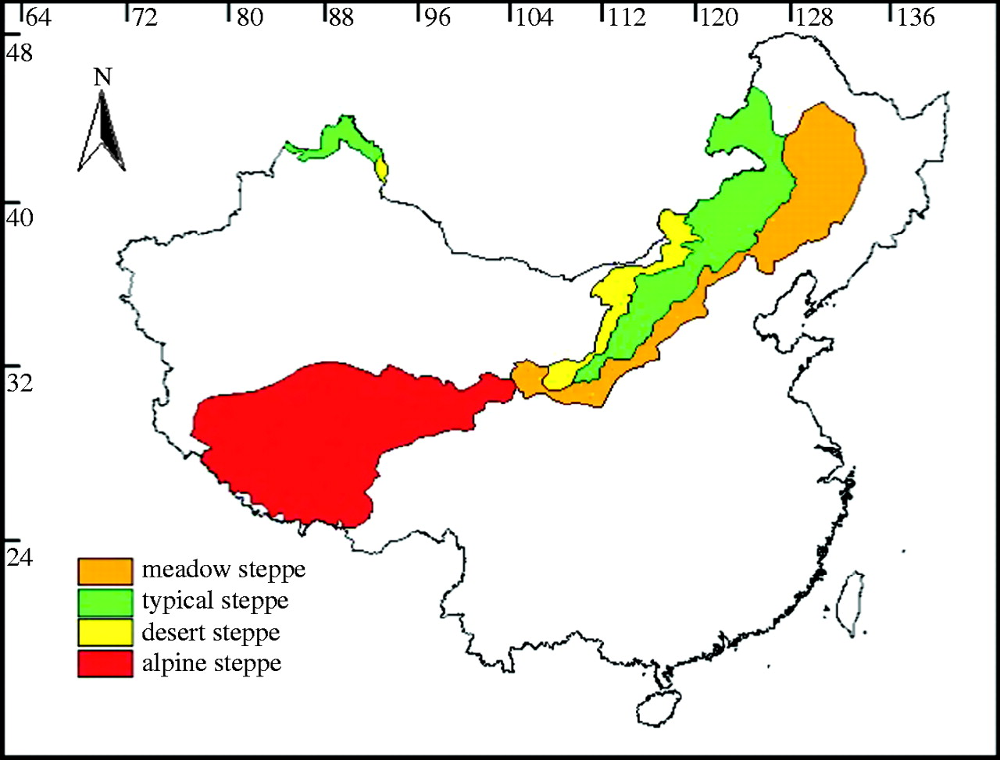 64 72 80 88 96 104 112 120 128 136
48
N
40
32
24
meadow steppe
typical steppe
desert steppe
alpine steppe